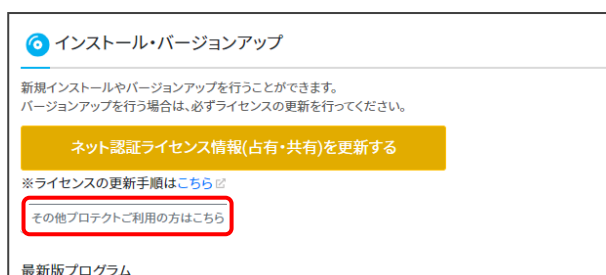 インストール・バージョンアップ
新規インストールやバージョンアップを行うことができます。
バージョンアップを行う場合は、必ずライセンスの更新を行ってください。
ネット認証ライセンス情報(占有・共有)を更新する
※ライセンスの更新手順はこちら
その他プロテクトご利用の方はこちら
最新版プログラム